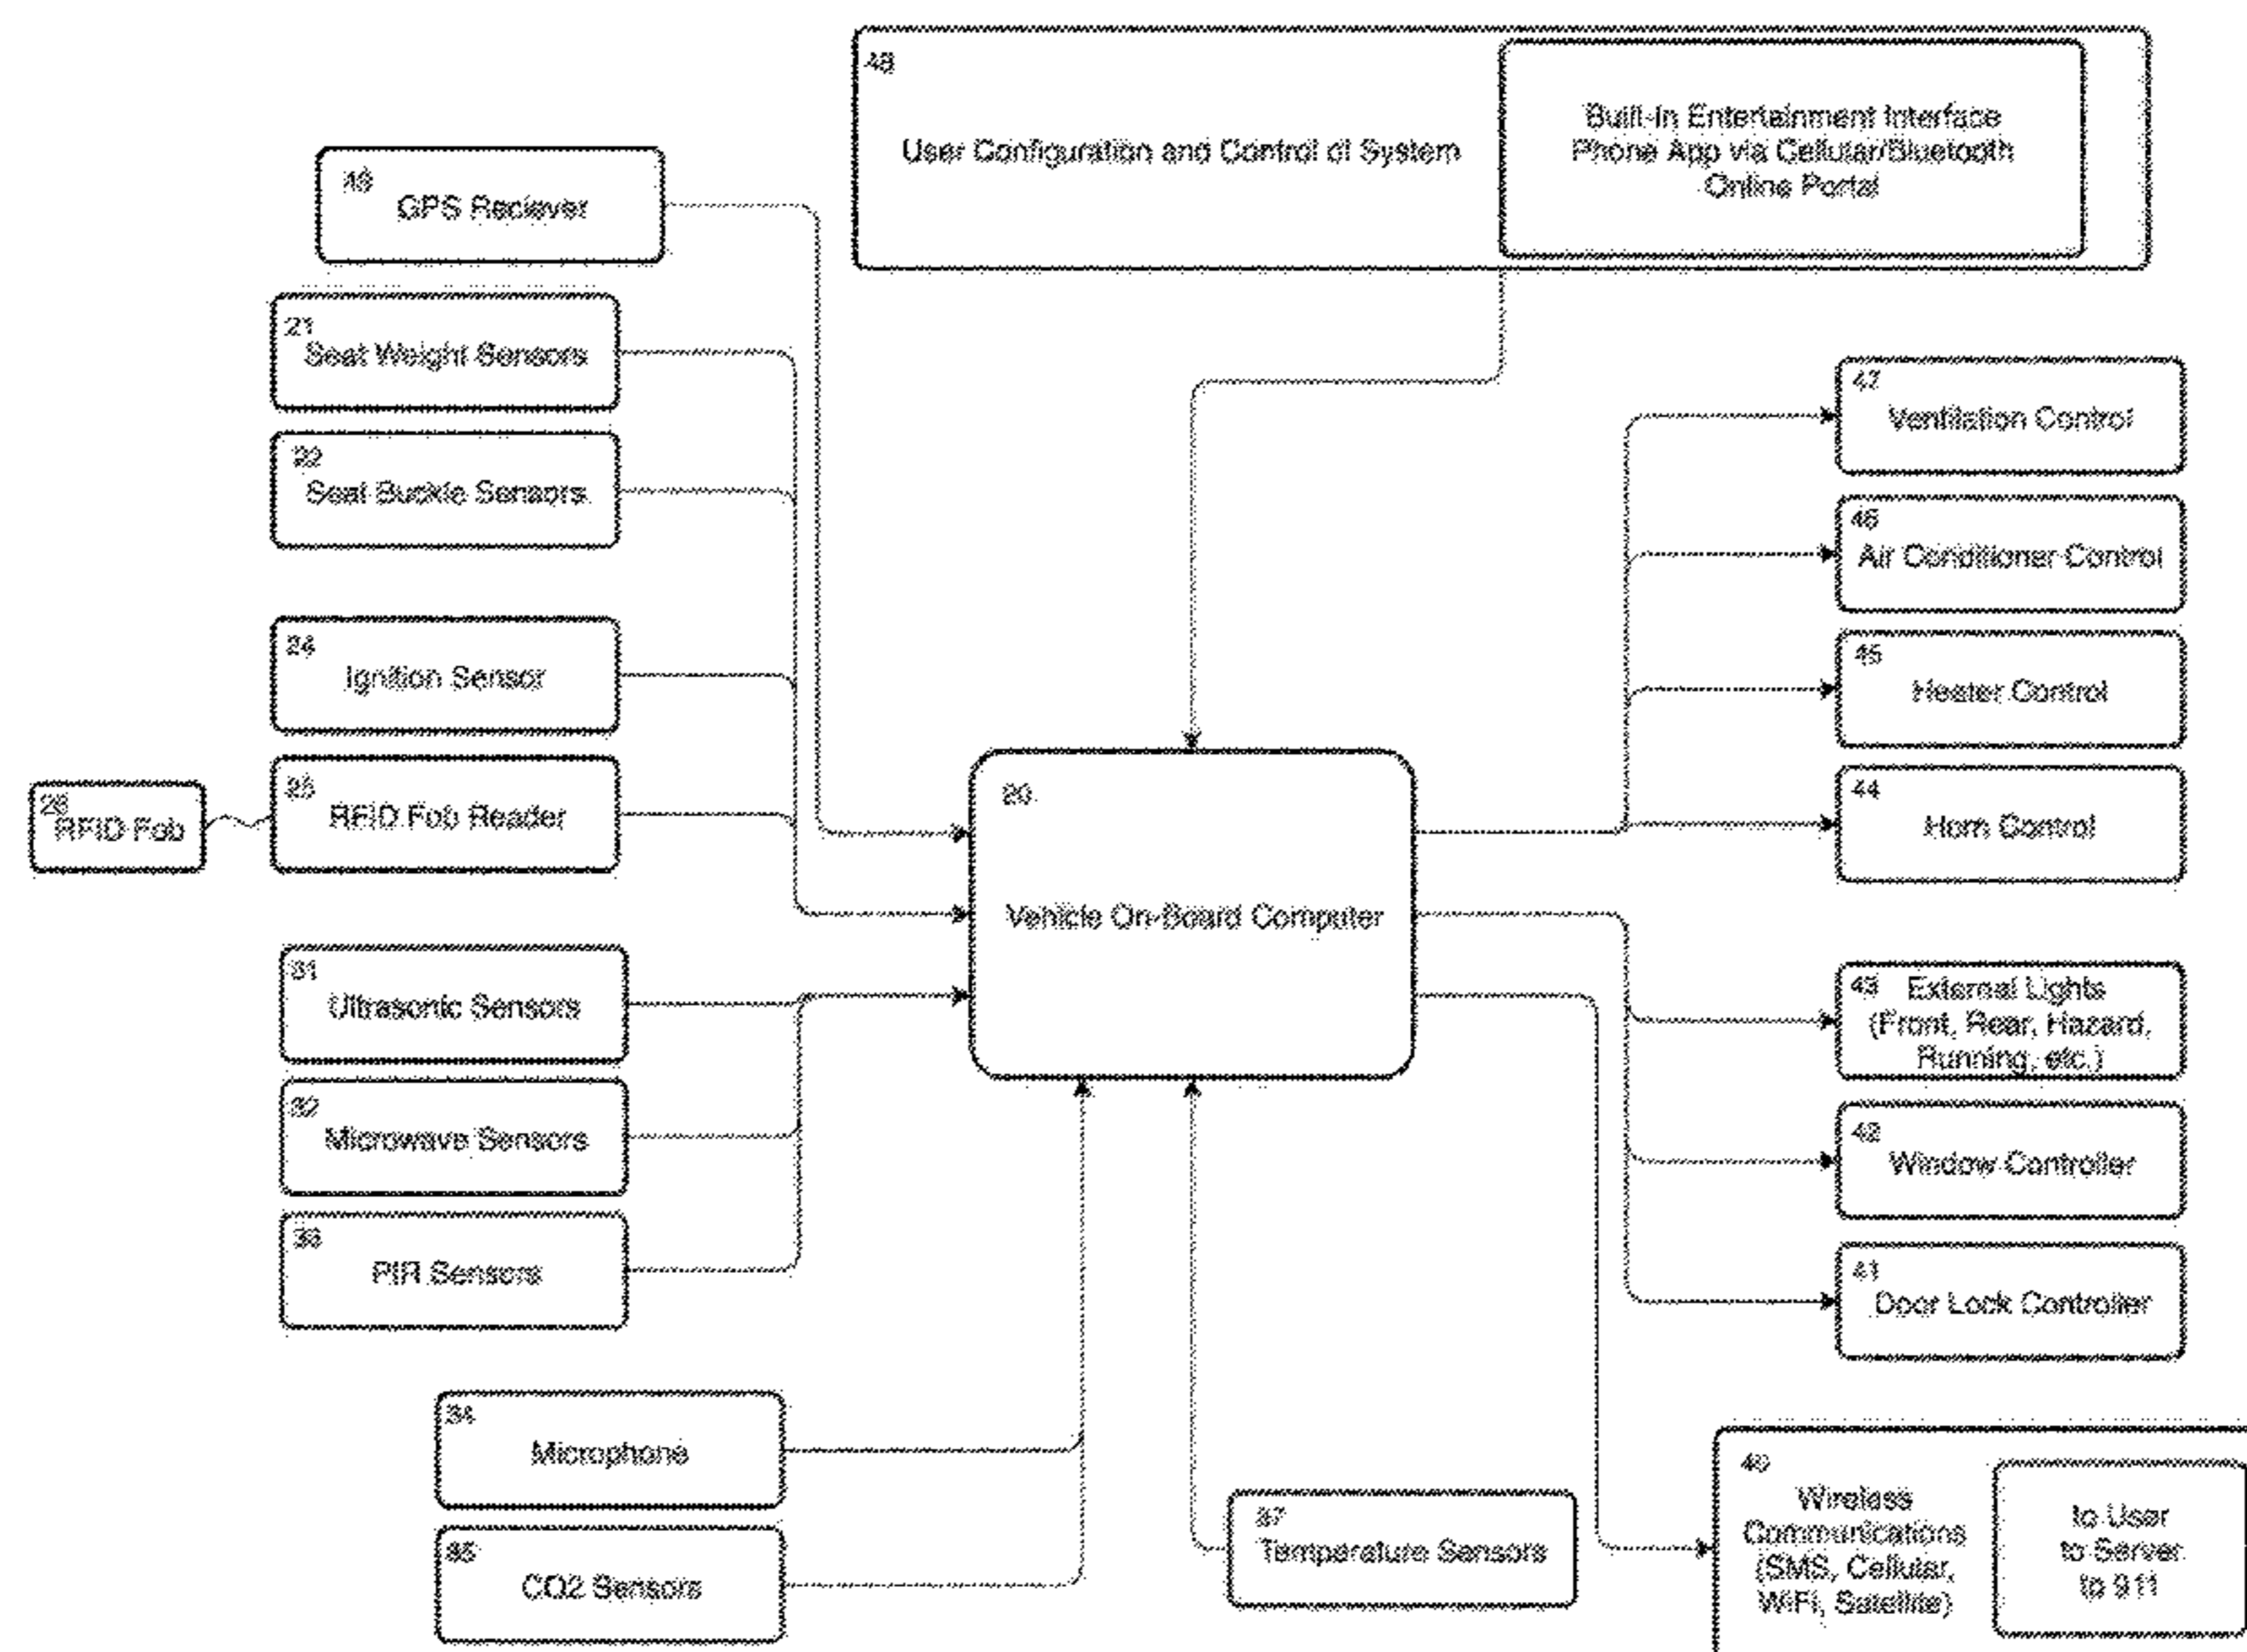 48
User Configuration and Control of System
Built-In Entertainment Interface
Phone App via Cellular/Bluetooth
Online Portal
GPS Reciever
21
Seat Weight Sensors
22
Seat Buckle Sensors
24
Ignition Sensor
25
RFID Fob Reader
26
RFID Fob
31
Ultrasonic Sensors
32
Microwave Sensors
33
PIR Sensors
34
Microphone
35
CO2 Sensors
20
Vehicle On-Board Computer
37
Temperature Sensors
47
Ventilation Control
46
Air Conditioner Control
45
Heater Control
44
Horn Control
43
External Lights
(Front, Rear, Hazard,
Running, etc.)
42
Window Controller
41
Door Lock Controller
40
Wireless
Communications
(SMS, Cellular,
WiFi, Satellite)
to User
to Server
to 911